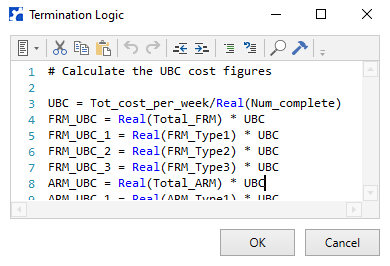 Termination Logic
1 # Calculate the UBC cost figures
2
3 UBC = Tot_cost_per_week/Real(Num_complete)
4 FRM_UBC = Real(Total_FRM) * UBC
5 FRM_UBC_1 = Real(FRM_Type1) * UBC
6 FRM_UBC_2 = Real(FRM_Type2) * UBC
7 FRM_UBC_3 = Real(FRM_Type3) * UBC
8 ARM_UBC = Real(Total_ARM) * UBC
9 ARM_UBC_1 = Real(ARM_Type1) * UBC
OK Cancel